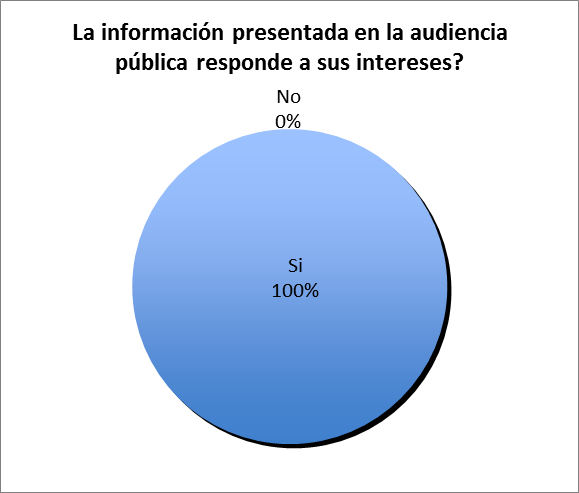 La información presentada en la audiencia
pública responde a sus intereses?
No
0%
Si
100%